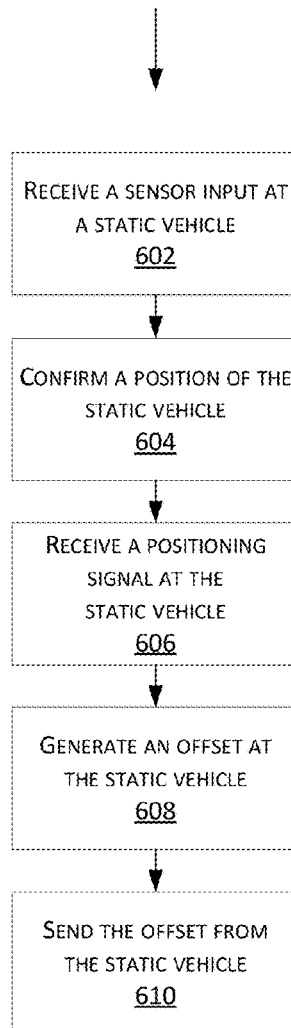 RECEIVE A SENSOR INPUT AT
A STATIC VEHICLE
602
CONFIRM A POSITION OF THE
STATIC VEHICLE
604
RECEIVE A POSITIONING
SIGNAL AT THE
STATIC VEHICLE
606
GENERATE AN OFFSET AT
THE STATIC VEHICLE
608
SEND THE OFFSET FROM
THE STATIC VEHICLE
610